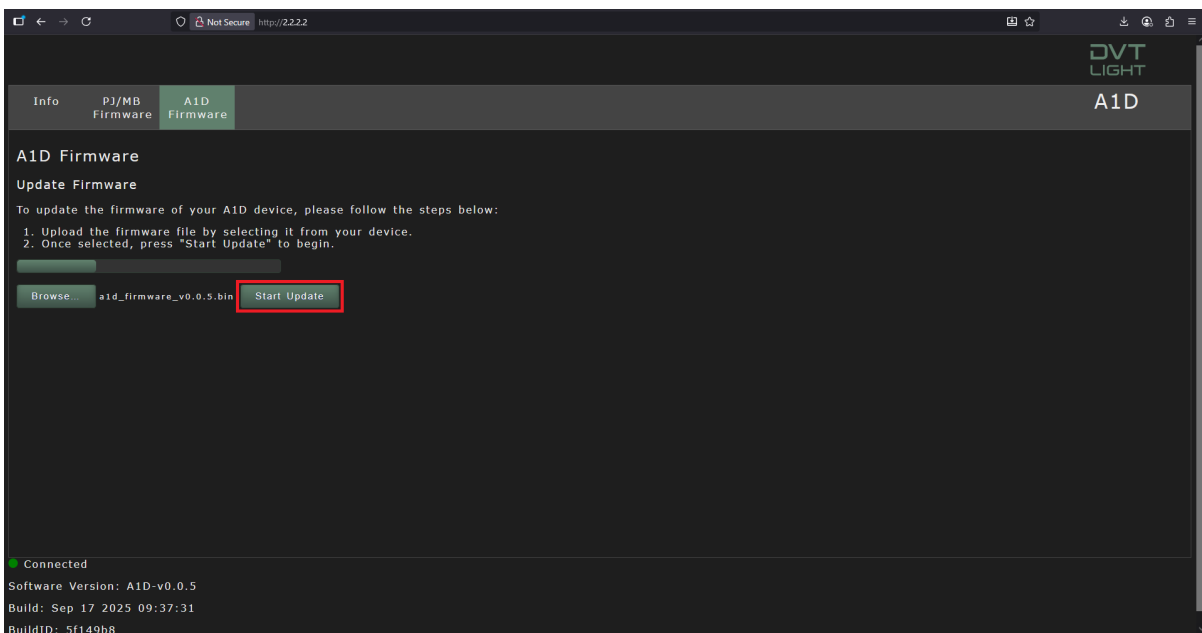 Not Secure http://2.2.2.2
DVT
LIGHT
Info
PJ/MB
Firmware
A1D
Firmware
A1D
A1D Firmware
Update Firmware
To update the firmware of your A1D device, please follow the steps below:
1. Upload the firmware file by selecting it from your device.
2. Once selected, press "Start Update" to begin.
Browse... a1d_firmware_v0.0.5.bin Start Update
Connected
Software Version: A1D-v0.0.5
Build: Sep 17 2025 09:37:31
BuildID: 5f149b8